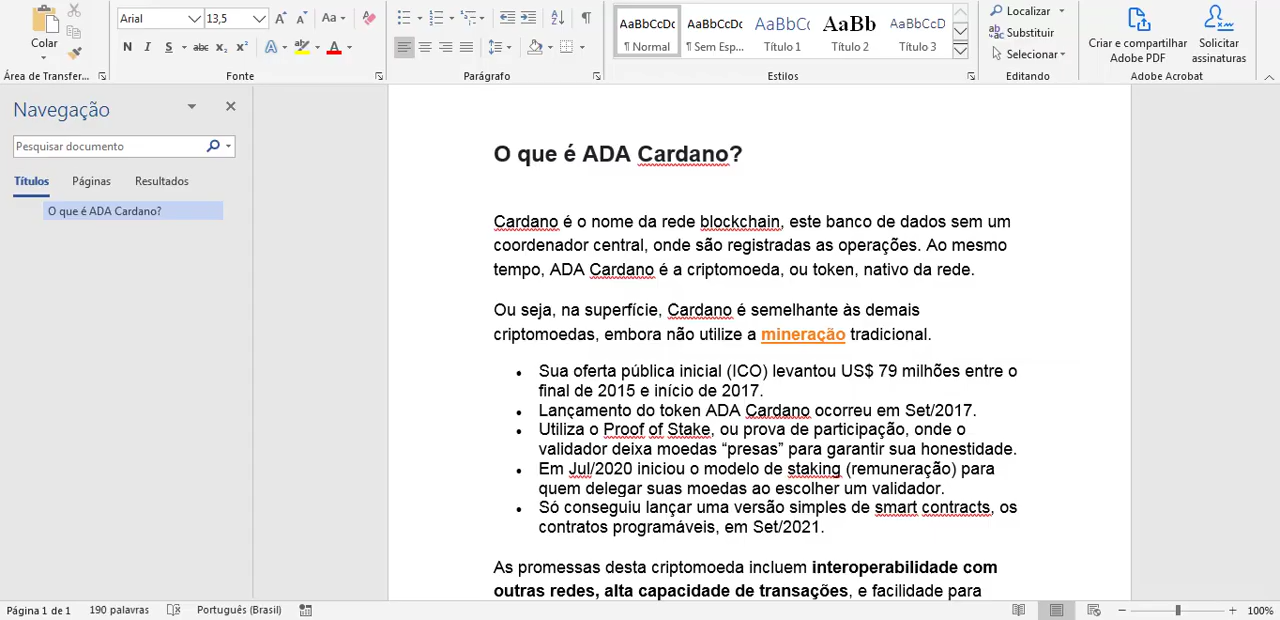 Colar
Área de Transfer...
Arial 13,5 A A Aa
N I S abc x₂ x² A ab A
Fonte
Parágrafo
AaBbCcDc AaBbCcDc AaBbCc AaBb AaBbCcD
¶ Normal ¶ Sem Esp... Título 1 Título 2 Título 3
Estilos
Localizar
Substituir
Selecionar
Editando
Criar e compartilhar
Adobe PDF
Solicitar
assinaturas
Adobe Acrobat
Navegação
Pesquisar documento
Títulos Páginas Resultados
O que é ADA Cardano?
O que é ADA Cardano?
Cardano é o nome da rede blockchain, este banco de dados sem um
coordenador central, onde são registradas as operações. Ao mesmo
tempo, ADA Cardano é a criptomoeda, ou token, nativo da rede.
Ou seja, na superfície, Cardano é semelhante às demais
criptomoedas, embora não utilize a mineração tradicional.
• Sua oferta pública inicial (ICO) levantou US$ 79 milhões entre o
final de 2015 e início de 2017.
• Lançamento do token ADA Cardano ocorreu em Set/2017.
• Utiliza o Proof of Stake, ou prova de participação, onde o
validador deixa moedas “presas” para garantir sua honestidade.
• Em Jul/2020 iniciou o modelo de staking (remuneração) para
quem delegar suas moedas ao escolher um validador.
• Só conseguiu lançar uma versão simples de smart contracts, os
contratos programáveis, em Set/2021.
As promessas desta criptomoeda incluem interoperabilidade com
outras redes, alta capacidade de transações, e facilidade para
Página 1 de 1 190 palavras Português (Brasil) 100%